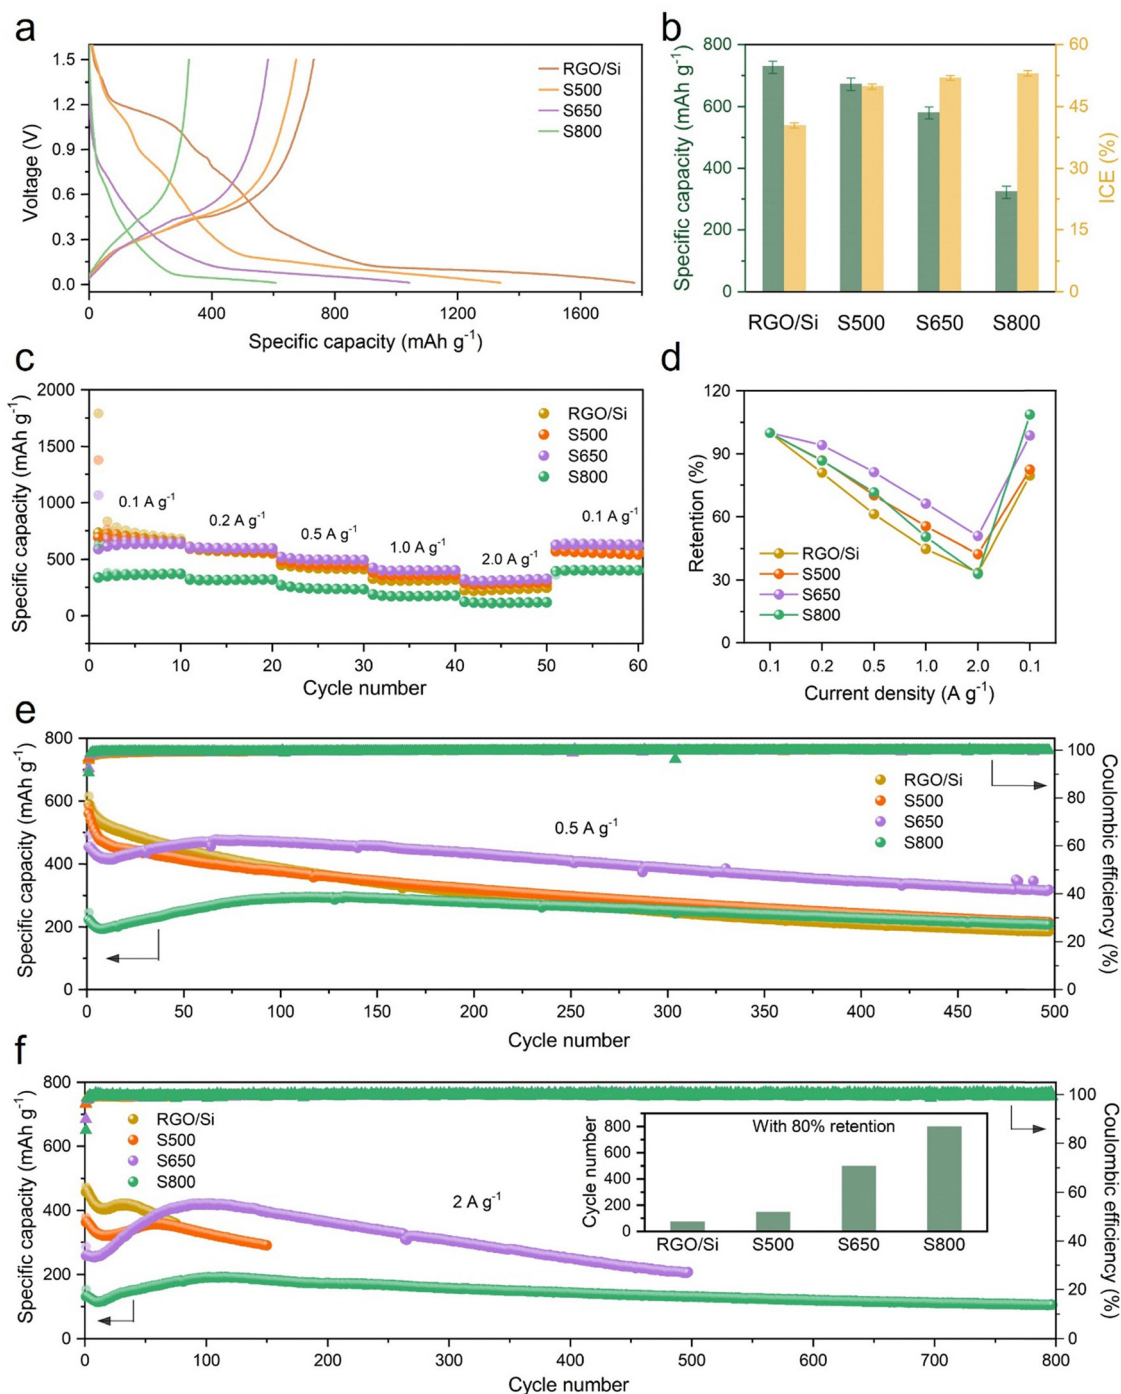 a
Voltage (V)
1.5
1.2
0.9
0.6
0.3
0.0
RGO/Si
S500
S650
S800
0 400 800 1200 1600
Specific capacity (mAh g⁻¹)
b
Specific capacity (mAh g⁻¹)
800
600
400
200
0
60
45
30
15
0
ICE (%)
RGO/Si S500 S650 S800
c
Specific capacity (mAh g⁻¹)
2000
1500
1000
500
0
RGO/Si
S500
S650
S800
0.1 A g⁻¹
0.2 A g⁻¹
0.5 A g⁻¹
1.0 A g⁻¹
2.0 A g⁻¹
0.1 A g⁻¹
0 10 20 30 40 50 60
Cycle number
d
Retention (%)
120
90
60
30
0
RGO/Si
S500
S650
S800
0.1 0.2 0.5 1.0 2.0 0.1
Current density (A g⁻¹)
e
Specific capacity (mAh g⁻¹)
800
600
400
200
0
0.5 A g⁻¹
RGO/Si
S500
S650
S800
100
80
60
40
20
0
Coulombic efficiency (%)
0 50 100 150 200 250 300 350 400 450 500
Cycle number
f
Specific capacity (mAh g⁻¹)
800
600
400
200
0
RGO/Si
S500
S650
S800
2 A g⁻¹
Cycle number
800
600
400
200
0
With 80% retention
RGO/Si S500 S650 S800
100
80
60
40
20
0
Coulombic efficiency (%)
0 100 200 300 400 500 600 700 800
Cycle number